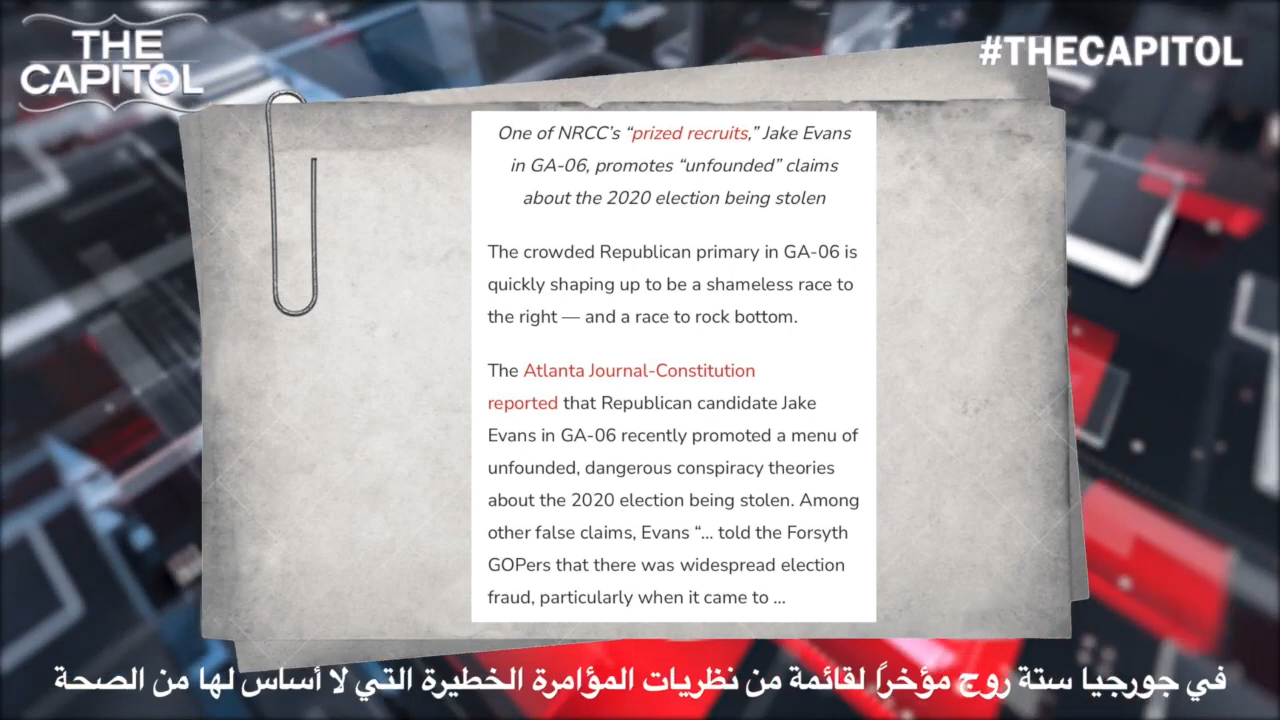 THE
CAPITOL
#THECAPITOL
One of NRCC’s “prized recruits,” Jake Evans
in GA-06, promotes “unfounded” claims
about the 2020 election being stolen
The crowded Republican primary in GA-06 is
quickly shaping up to be a shameless race to
the right — and a race to rock bottom.
The Atlanta Journal-Constitution
reported that Republican candidate Jake
Evans in GA-06 recently promoted a menu of
unfounded, dangerous conspiracy theories
about the 2020 election being stolen. Among
other false claims, Evans “... told the Forsyth
GOPers that there was widespread election
fraud, particularly when it came to ...
في جورجيا ستة روج مؤخراً لقائمة من نظريات المؤامرة الخطيرة التي لا أساس لها من الصحة